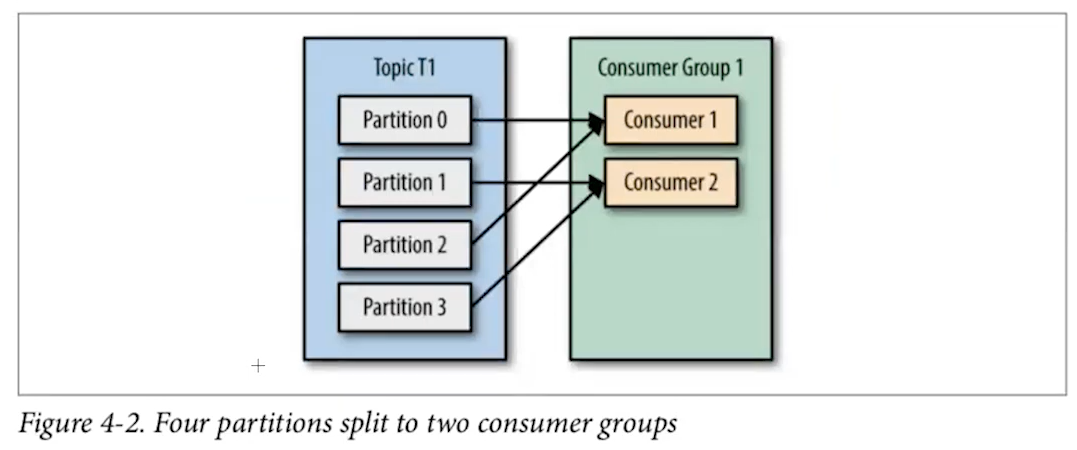 Topic T1
Partition 0
Partition 1
Partition 2
Partition 3
Consumer Group 1
Consumer 1
Consumer 2
Figure 4-2. Four partitions split to two consumer groups